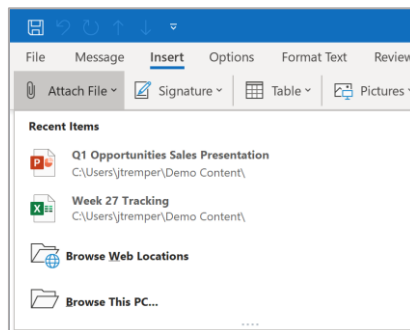 File Message Insert Options Format Text Review
Attach File Signature Table Pictures
Recent Items
Q1 Opportunities Sales Presentation
C:\Users\jtremper\Demo Content\
Week 27 Tracking
C:\Users\jtremper\Demo Content\
Browse Web Locations
Browse This PC...